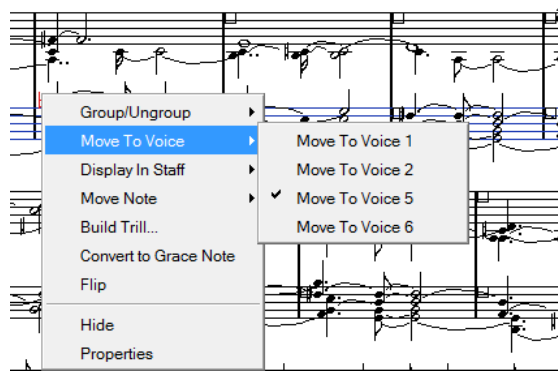 Group/Ungroup
Move To Voice
Display In Staff
Move Note
Build Trill...
Convert to Grace Note
Flip
Hide
Properties
Move To Voice 1
Move To Voice 2
Move To Voice 5
Move To Voice 6